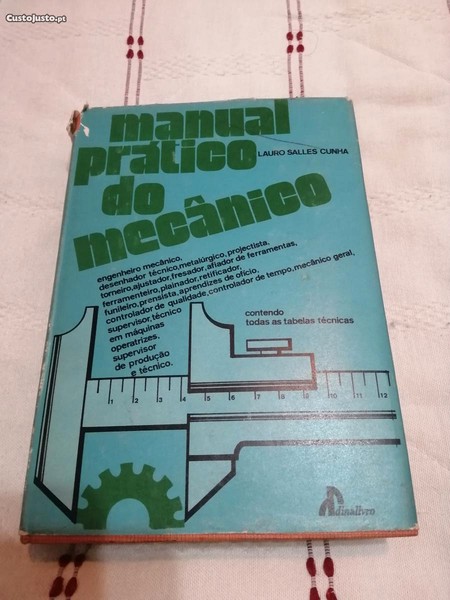 CustoJusto.pt
manual
prático
LAURO SALLES CUNHA
do
mecânico
engenheiro mecânico,
desenhador técnico, metalúrgico, projectista,
torneiro, ajustador, fresador, afiador de ferramentas,
ferramenteiro, plainador, retificador,
funileiro, prensista, aprendizes de ofício,
controlador de qualidade, controlador de tempo, mecânico geral,
supervisor, técnico
em máquinas
operatrizes,
supervisor
de produção
e técnico.
contendo
todas as tabelas técnicas
1 2 3 4 5 6 7 8 9 10 11 12
dinalivro